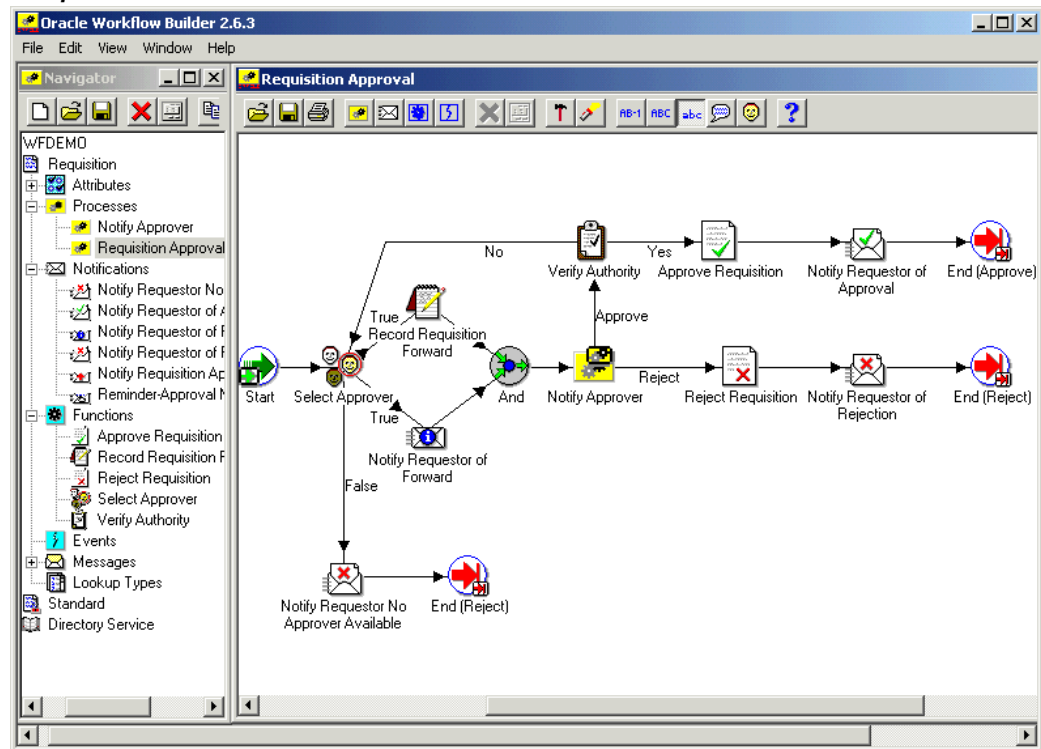 Oracle Workflow Builder 2.6.3
File Edit View Window Help
Navigator
Requisition Approval
AB-1 ABC abc
WFDEMO
Requisition
Attributes
Processes
Notify Approver
Requisition Approval
Notifications
Notify Requestor No
Notify Requestor of A
Notify Requestor of F
Notify Requestor of F
Notify Requisition Ap
Reminder-Approval N
Functions
Approve Requisition
Record Requisition F
Reject Requisition
Select Approver
Verify Authority
Events
Messages
Lookup Types
Standard
Directory Service
No
Yes
Verify Authority
Approve Requisition
Notify Requestor of
Approval
End (Approve)
True
Record Requisition
Forward
Approve
Start
Select Approver
And
Notify Approver
Reject
Reject Requisition
Notify Requestor of
Rejection
End (Reject)
True
Notify Requestor of
Forward
False
Notify Requestor No
Approver Available
End (Reject)